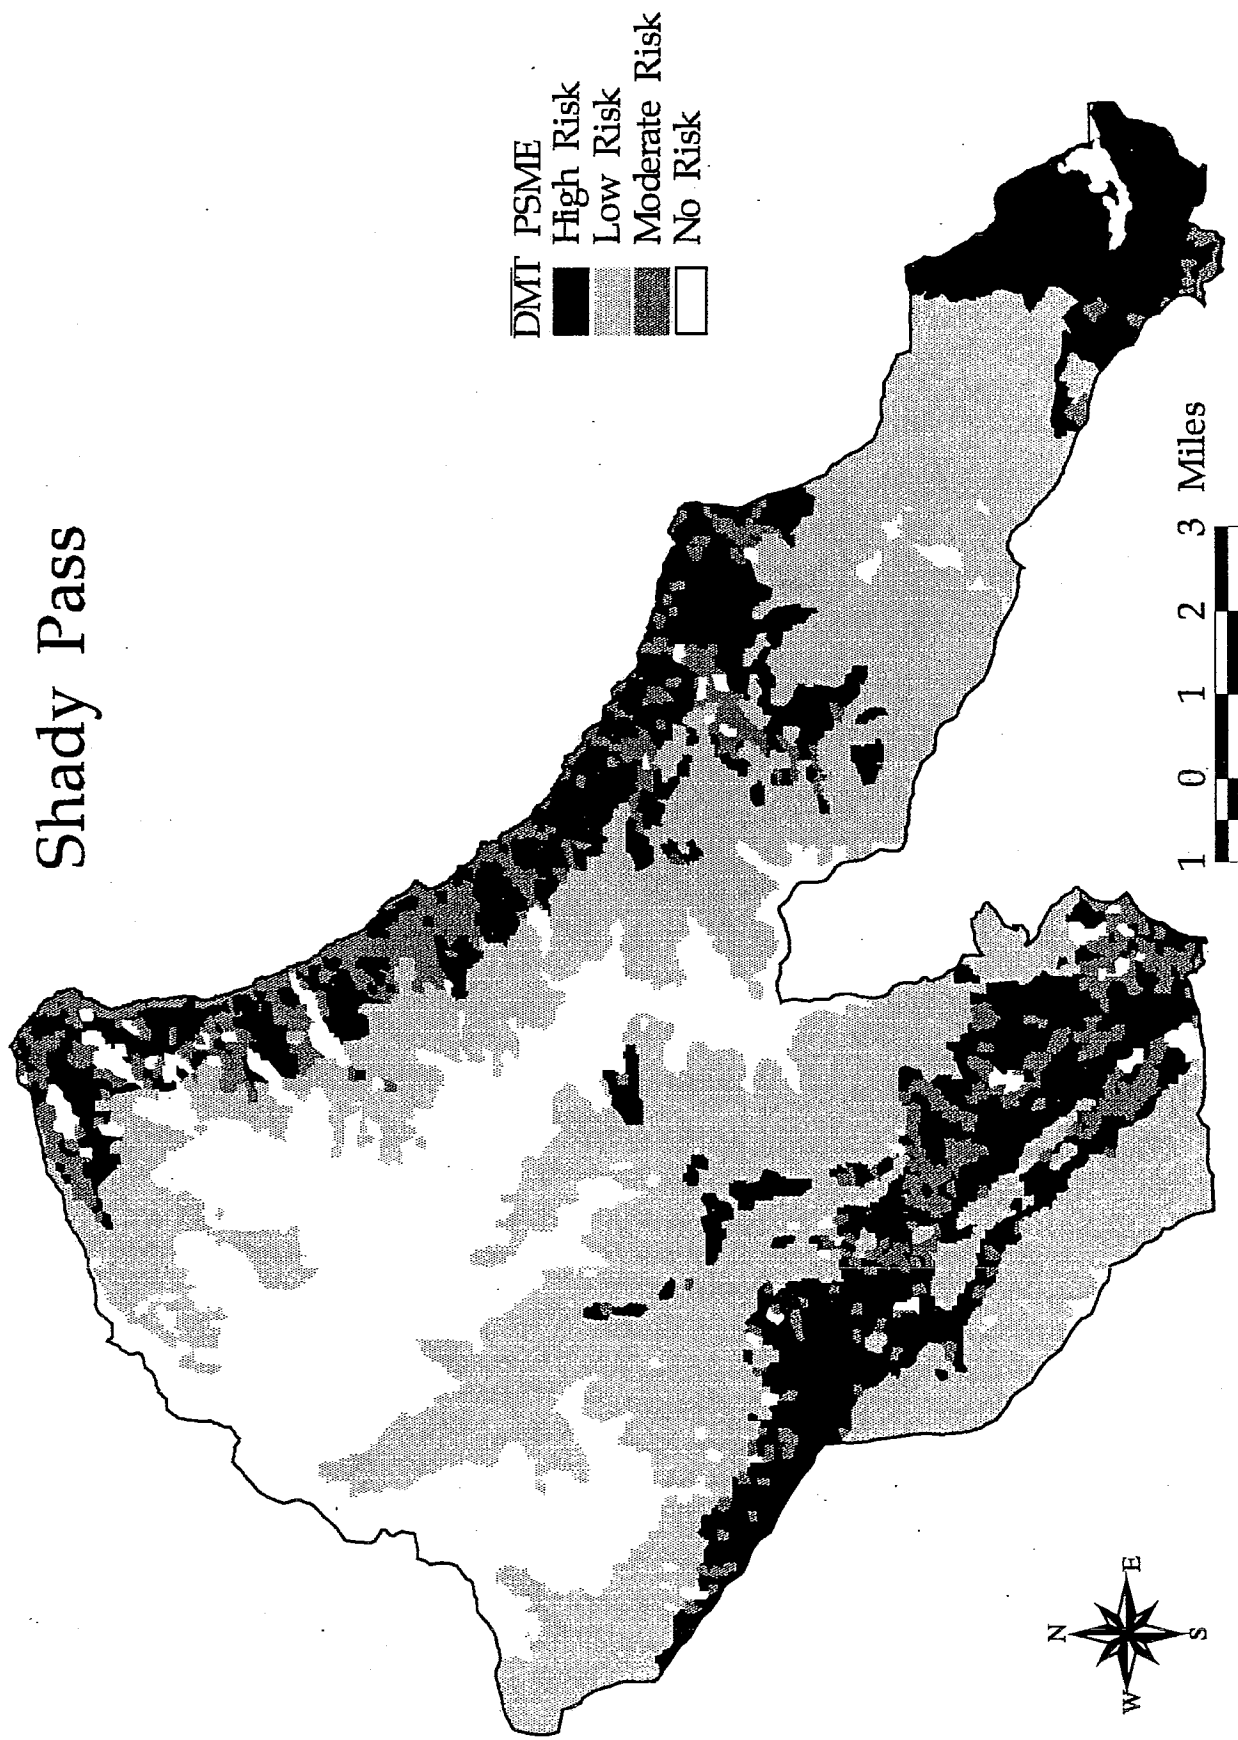 Shady Pass
DMT PSME
High Risk
Low Risk
Moderate Risk
No Risk
1 0 1 2 3 Miles
N
W E
S